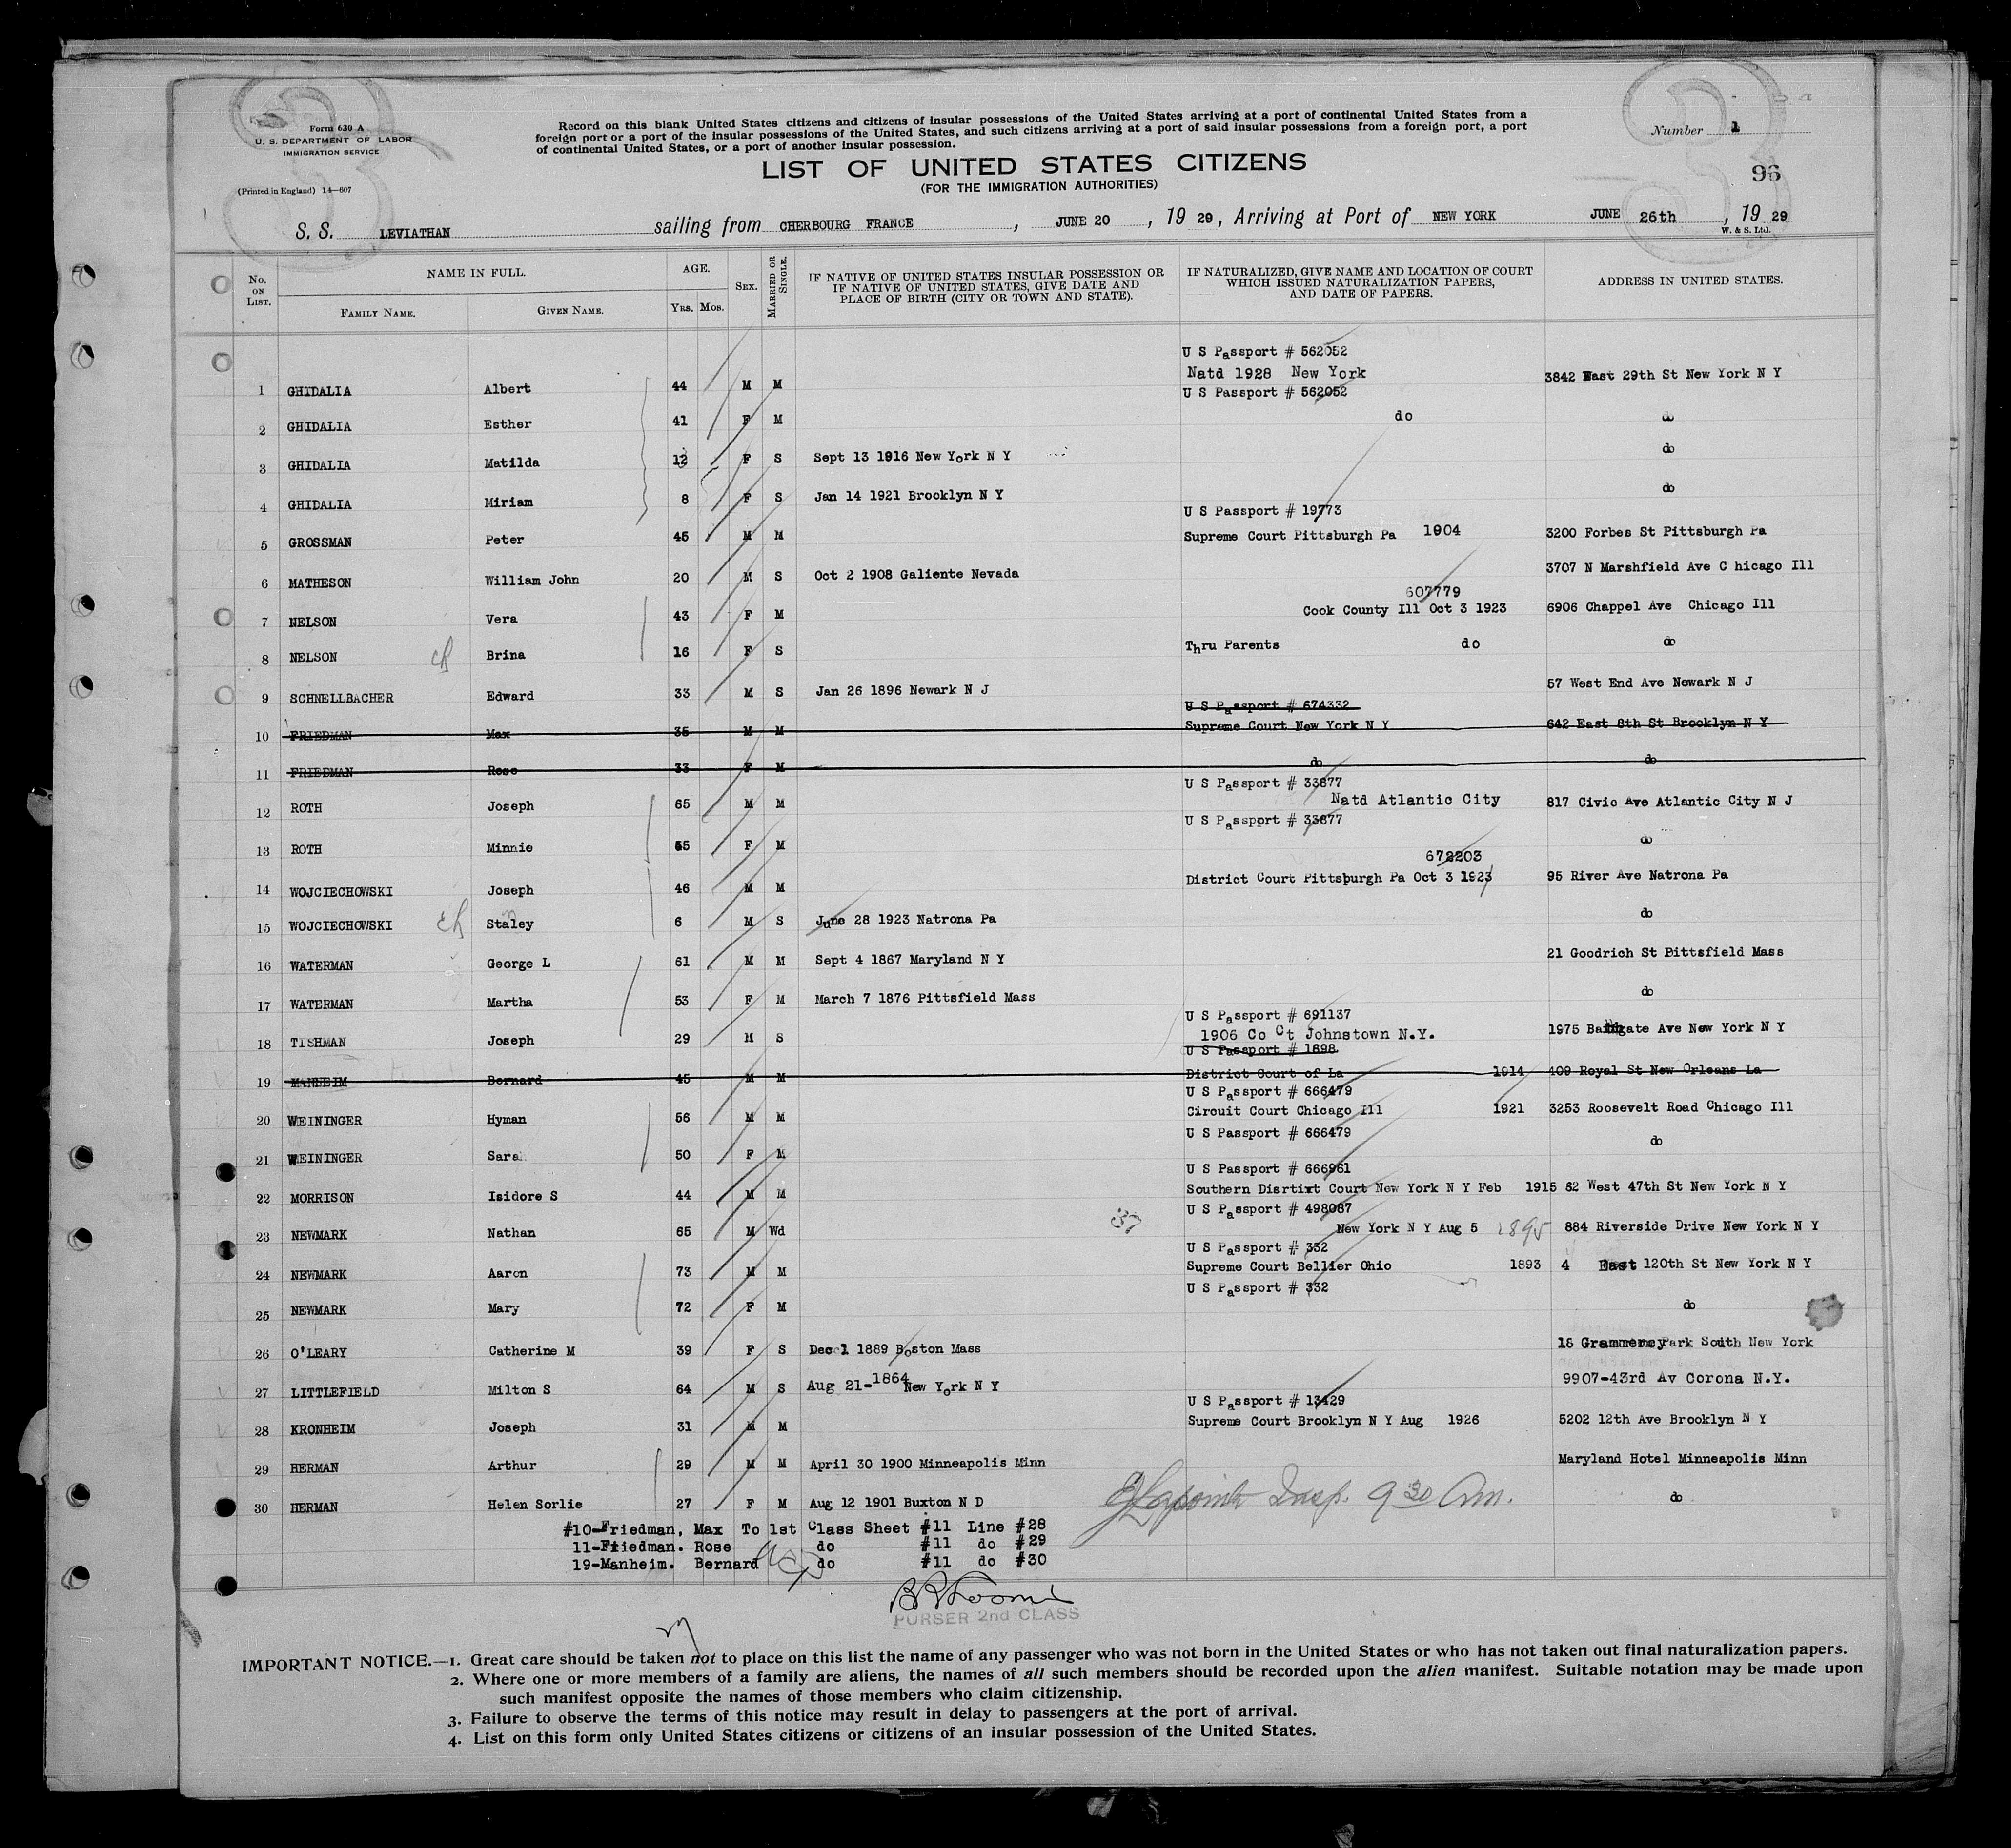 Form 630 A
U. S. DEPARTMENT OF LABOR
IMMIGRATION SERVICE
(Printed in England) 14—607
Record on this blank United States citizens and citizens of insular possessions of the United States arriving at a port of continental United States from a
foreign port or a port of the insular possessions of the United States, and such citizens arriving at a port of said insular possessions from a foreign port, a port
of continental United States, or a port of another insular possession.
LIST OF UNITED STATES CITIZENS
(FOR THE IMMIGRATION AUTHORITIES)
Number 1
96
S. S. LEVIATHAN sailing from CHERBOURG FRANCE , JUNE 20 , 19 29, Arriving at Port of NEW YORK JUNE 26th , 19 29
W. & S. Ltd.
No. ON LIST. NAME IN FULL. AGE. SEX. MARRIED OR SINGLE. IF NATIVE OF UNITED STATES INSULAR POSSESSION OR IF NATIVE OF UNITED STATES, GIVE DATE AND PLACE OF BIRTH (CITY OR TOWN AND STATE). IF NATURALIZED, GIVE NAME AND LOCATION OF COURT WHICH ISSUED NATURALIZATION PAPERS, AND DATE OF PAPERS. ADDRESS IN UNITED STATES.
FAMILY NAME. GIVEN NAME. YRS. MOS.
U S Passport # 562052
1 GHIDALIA Albert 44 M M Natd 1928 New York 3842 East 29th St New York N Y
U S Passport # 562052
2 GHIDALIA Esther 41 F M do do
3 GHIDALIA Matilda 12 F S Sept 13 1916 New York N Y do
4 GHIDALIA Miriam 8 F S Jan 14 1921 Brooklyn N Y do
U S Passport # 19773
5 GROSSMAN Peter 45 M M Supreme Court Pittsburgh Pa 1904 3200 Forbes St Pittsburgh Pa
6 MATHESON William John 20 M S Oct 2 1908 Galiente Nevada 3707 N Marshfield Ave C hicago Ill
607779
7 NELSON Vera 43 F M Cook County Ill Oct 3 1923 6906 Chappel Ave Chicago Ill
8 NELSON ch Brina 16 F S Thru Parents do do
9 SCHNELLBACHER Edward 33 M S Jan 26 1896 Newark N J 57 West End Ave Newark N J
U S Passport # 674332
10 FRIEDMAN Max 35 M M Supreme Court New York N Y 642 East 8th St Brooklyn N Y
11 FRIEDMAN Rose 33 F M do do
U S Passport # 33877
12 ROTH Joseph 65 M M Natd Atlantic City 817 Civic Ave Atlantic City N J
U S Passport # 33877
13 ROTH Minnie 55 F M do
672203
14 WOJCIECHOWSKI Joseph 46 M M District Court Pittsburgh Pa Oct 3 1923 95 River Ave Natrona Pa
15 WOJCIECHOWSKI ch Stanley 6 M S June 28 1923 Natrona Pa do
16 WATERMAN George L 61 M M Sept 4 1867 Maryland N Y 21 Goodrich St Pittsfield Mass
17 WATERMAN Martha 53 F M March 7 1876 Pittsfield Mass do
U S Passport # 691137
18 TISHMAN Joseph 29 M S 1906 Co Ct Johnstown N.Y. 1975 Bathgate Ave New York N Y
U S Passport # 1898
19 MANHEIM Bernard 45 M M District Court of La 1914 409 Royal St New Orleans La
U S Passport # 666479
20 WEININGER Hyman 56 M M Circuit Court Chicago Ill 1921 3253 Roosevelt Road Chicago Ill
U S Passport # 666479
21 WEININGER Sara 50 F M do
U S Passport # 666961
22 MORRISON Isidore S 44 M M Southern Disrtixt Court New York N Y Feb 1915 62 West 47th St New York N Y
U S Passport # 498087
23 NEWMARK Nathan 65 M Wd 37 New York N Y Aug 5 1895 884 Riverside Drive New York N Y
U S Passport # 332
24 NEWMARK Aaron 73 M M Supreme Court Bellier Ohio 1893 4 East 120th St New York N Y
U S Passport # 332
25 NEWMARK Mary 72 F M do
26 O'LEARY Catherine M 39 F S Dec 1 1889 Boston Mass 15 Grammercy Park South New York
27 LITTLEFIELD Milton S 64 M S Aug 21-1864 New York N Y 9907-43rd Av Corona N.Y.
U S Passport # 13429
28 KRONHEIM Joseph 31 M M Supreme Court Brooklyn N Y Aug 1926 5202 12th Ave Brooklyn N Y
29 HERMAN Arthur 29 M M April 30 1900 Minneapolis Minn Maryland Hotel Minneapolis Minn
30 HERMAN Helen Sorlie 27 F M Aug 12 1901 Buxton N D Insp. 9 30 Am. do
#10-Friedman, Max To 1st Class Sheet #11 Line #28
11-Friedman. Rose do #11 do #29
19-Manheim. Bernard do #11 do #30
PURSER 2nd CLASS
IMPORTANT NOTICE.—1. Great care should be taken not to place on this list the name of any passenger who was not born in the United States or who has not taken out final naturalization papers.
2. Where one or more members of a family are aliens, the names of all such members should be recorded upon the alien manifest. Suitable notation may be made upon
such manifest opposite the names of those members who claim citizenship.
3. Failure to observe the terms of this notice may result in delay to passengers at the port of arrival.
4. List on this form only United States citizens or citizens of an insular possession of the United States.